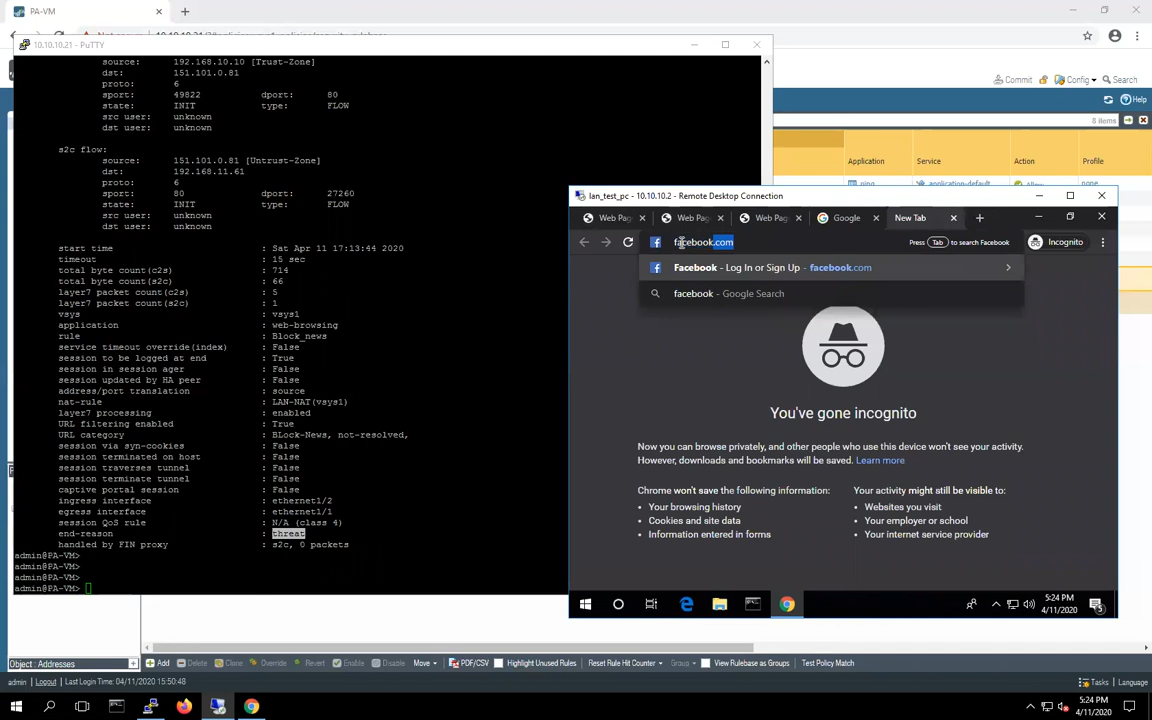 PA-VM
10.10.10.21 - PuTTY
Commit Config Search
Help
8 items
Application Service Action Profile
ping application-default Allow none
source: 192.168.10.10 [Trust-Zone]
dst: 151.101.0.81
proto: 6
sport: 49822 dport: 80
state: INIT type: FLOW
src user: unknown
dst user: unknown
s2c flow:
source: 151.101.0.81 [Untrust-Zone]
dst: 192.168.11.61
proto: 6
sport: 80 dport: 27260
state: INIT type: FLOW
src user: unknown
dst user: unknown
start time : Sat Apr 11 17:13:44 2020
timeout : 15 sec
total byte count(c2s) : 714
total byte count(s2c) : 66
layer7 packet count(c2s) : 5
layer7 packet count(s2c) : 1
vsys : vsys1
application : web-browsing
rule : Block_news
service timeout override(index) : False
session to be logged at end : True
session in session ager : False
session updated by HA peer : False
address/port translation : source
nat-rule : LAN-NAT(vsys1)
layer7 processing : enabled
URL filtering enabled : True
URL category : BLock-News, not-resolved,
session via syn-cookies : False
session terminated on host : False
session traverses tunnel : False
session terminate tunnel : False
captive portal session : False
ingress interface : ethernet1/2
egress interface : ethernet1/1
session QoS rule : N/A (class 4)
end-reason : threat
handled by FIN proxy : s2c, 0 packets
admin@PA-VM>
admin@PA-VM>
admin@PA-VM>
admin@PA-VM>
lan_test_pc - 10.10.10.2 - Remote Desktop Connection
Web Pag Web Pag Web Pag Google New Tab
facebook.com Press Tab to search Facebook Incognito
Facebook - Log In or Sign Up - facebook.com
facebook - Google Search
You've gone incognito
Now you can browse privately, and other people who use this device won't see your activity.
However, downloads and bookmarks will be saved. Learn more
Chrome won't save the following information:
Your browsing history
Cookies and site data
Information entered in forms
Your activity might still be visible to:
Websites you visit
Your employer or school
Your internet service provider
5:24 PM
4/11/2020
5
Object : Addresses
Add Delete Clone Override Revert Enable Disable Move PDF/CSV Highlight Unused Rules Reset Rule Hit Counter Group View Rulebase as Groups Test Policy Match
admin Logout Last Login Time: 04/11/2020 15:50:48 Tasks Language
5:24 PM
4/11/2020